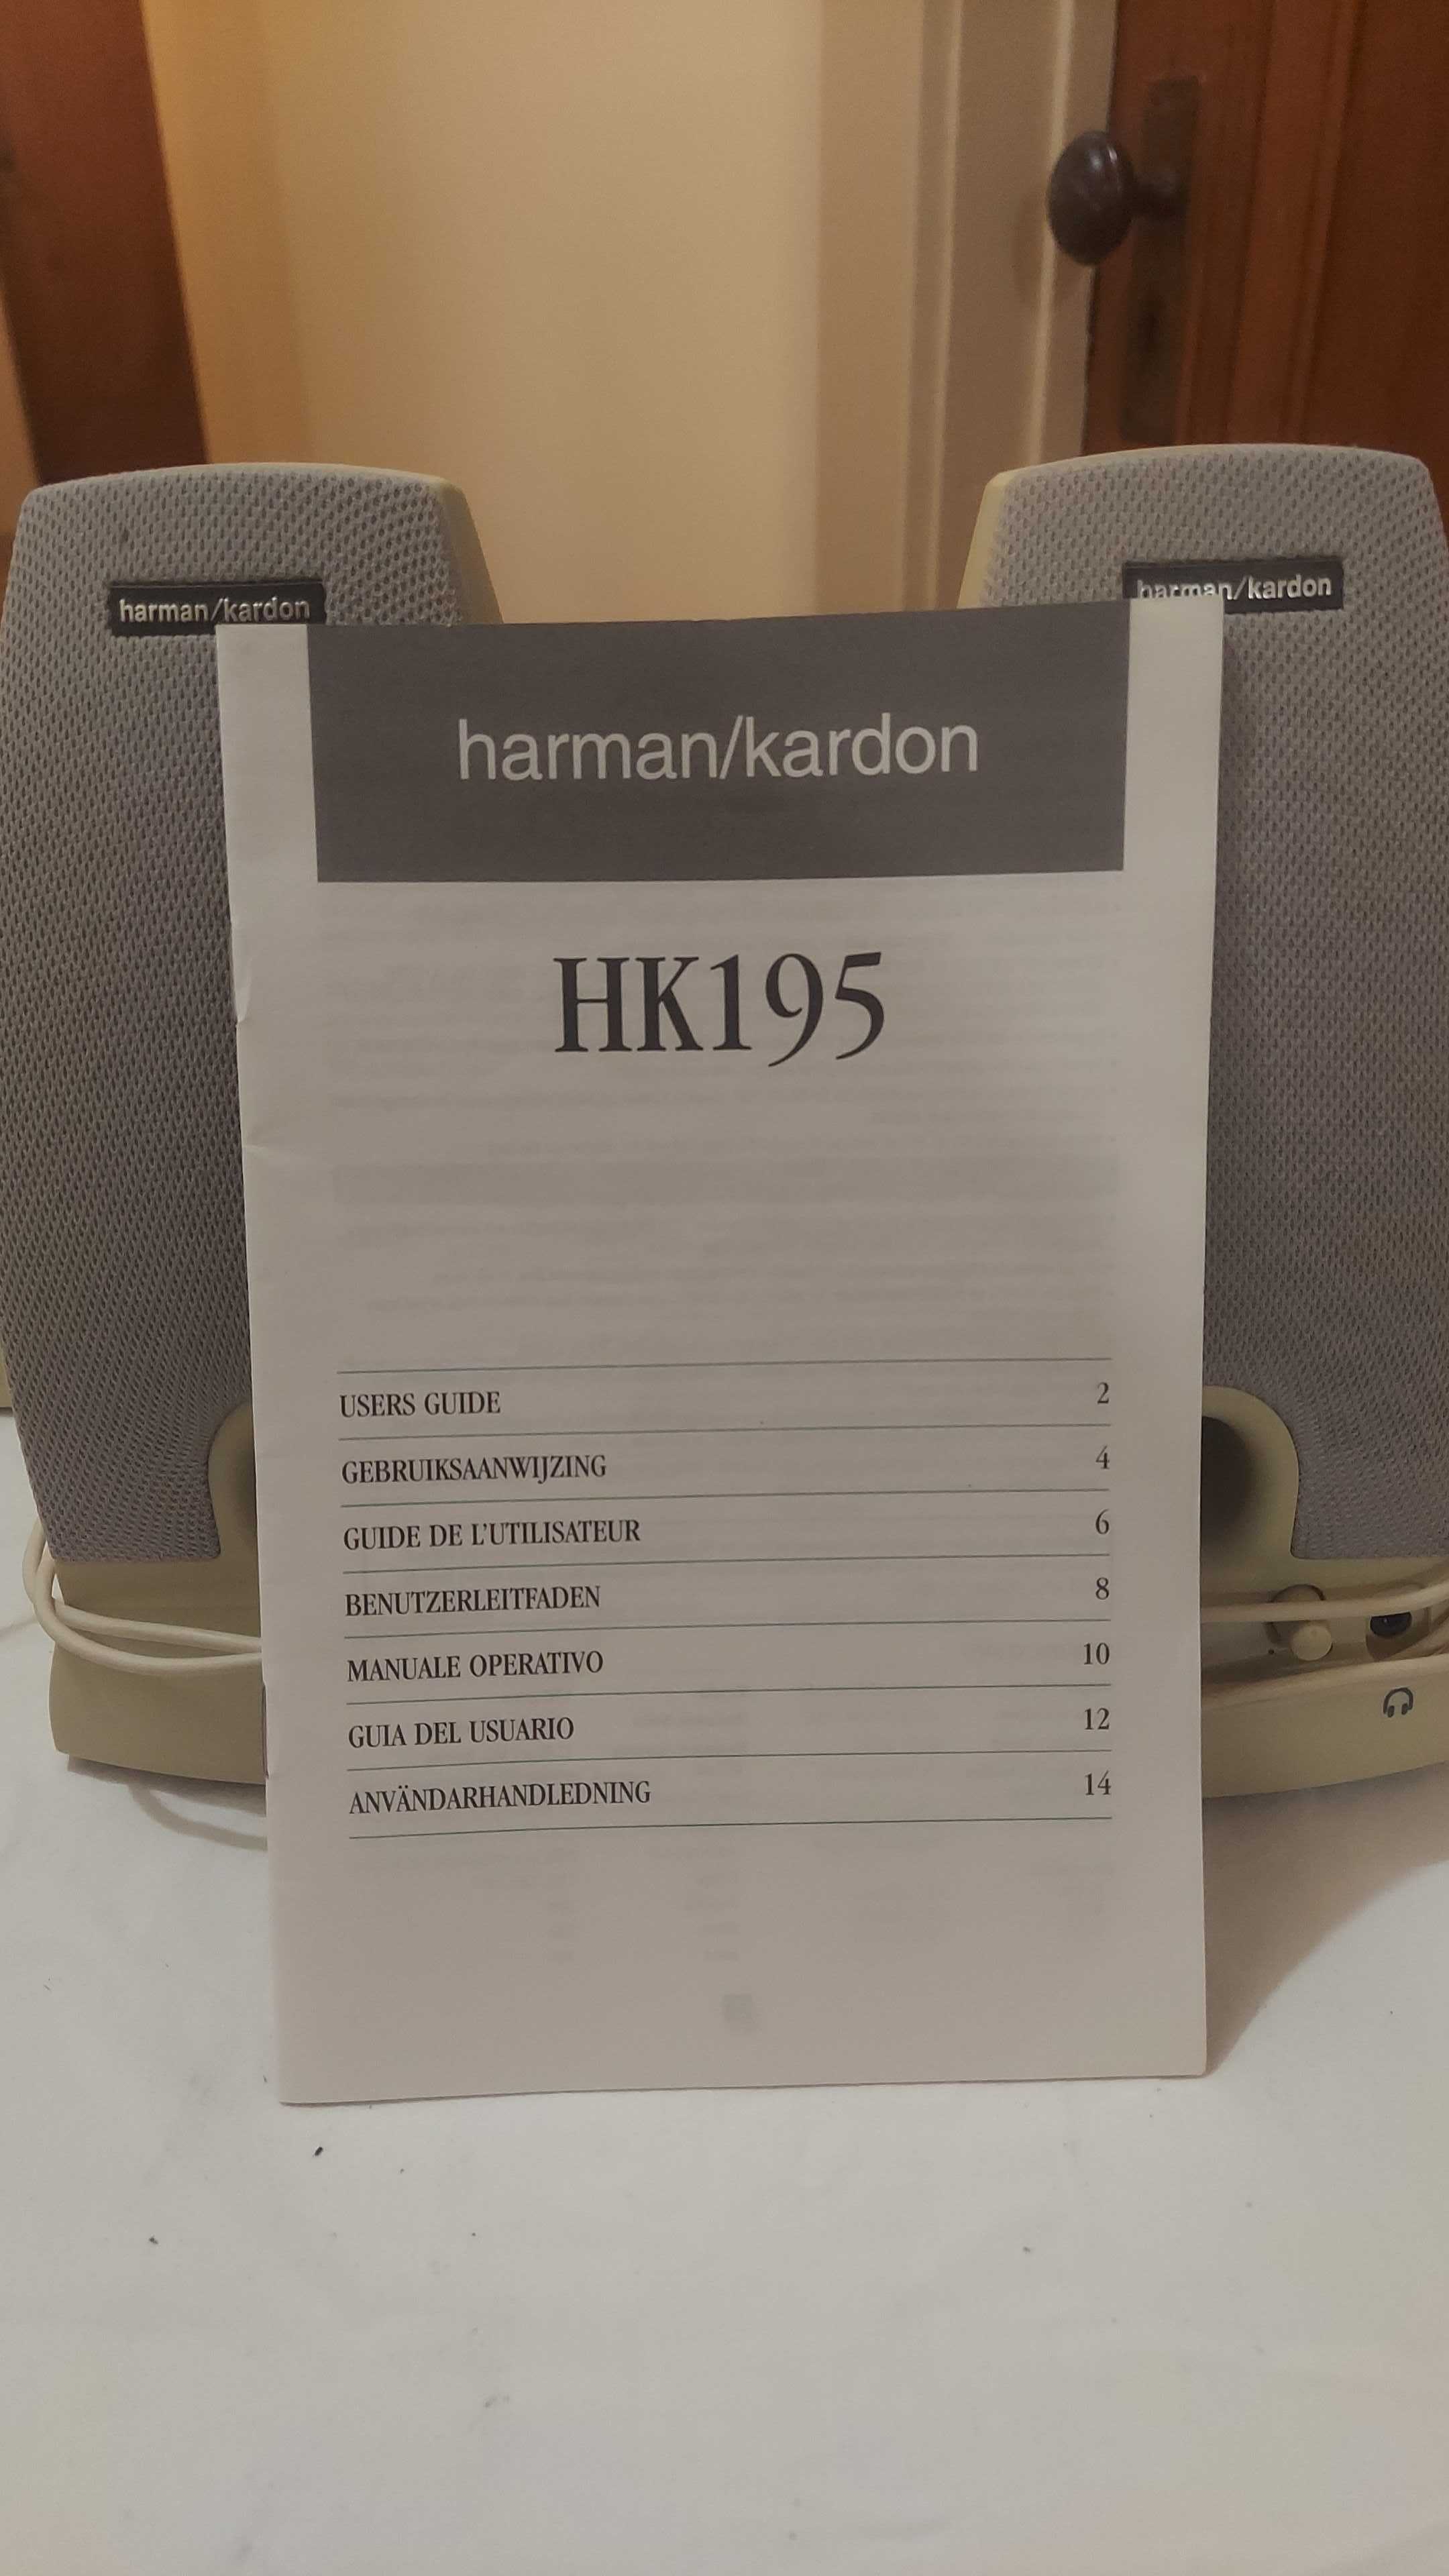 harman/kardon
harman/kardon
harman/kardon
HK195
USERS GUIDE 2
GEBRUIKSAANWIJZING 4
GUIDE DE L'UTILISATEUR 6
BENUTZERLEITFADEN 8
MANUALE OPERATIVO 10
GUIA DEL USUARIO 12
ANVÄNDARHANDLEDNING 14